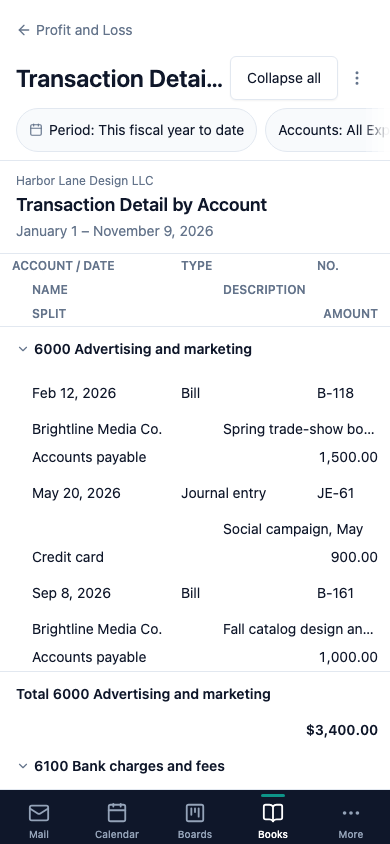 Profit and Loss
Transaction Detai...
Collapse all
Period: This fiscal year to date
Accounts: All Exp
Harbor Lane Design LLC
Transaction Detail by Account
January 1 – November 9, 2026
ACCOUNT / DATE TYPE NO.
NAME DESCRIPTION
SPLIT AMOUNT
6000 Advertising and marketing
Feb 12, 2026 Bill B-118
Brightline Media Co. Spring trade-show bo...
Accounts payable 1,500.00
May 20, 2026 Journal entry JE-61
Social campaign, May
Credit card 900.00
Sep 8, 2026 Bill B-161
Brightline Media Co. Fall catalog design an...
Accounts payable 1,000.00
Total 6000 Advertising and marketing
$3,400.00
6100 Bank charges and fees
Mail Calendar Boards Books More